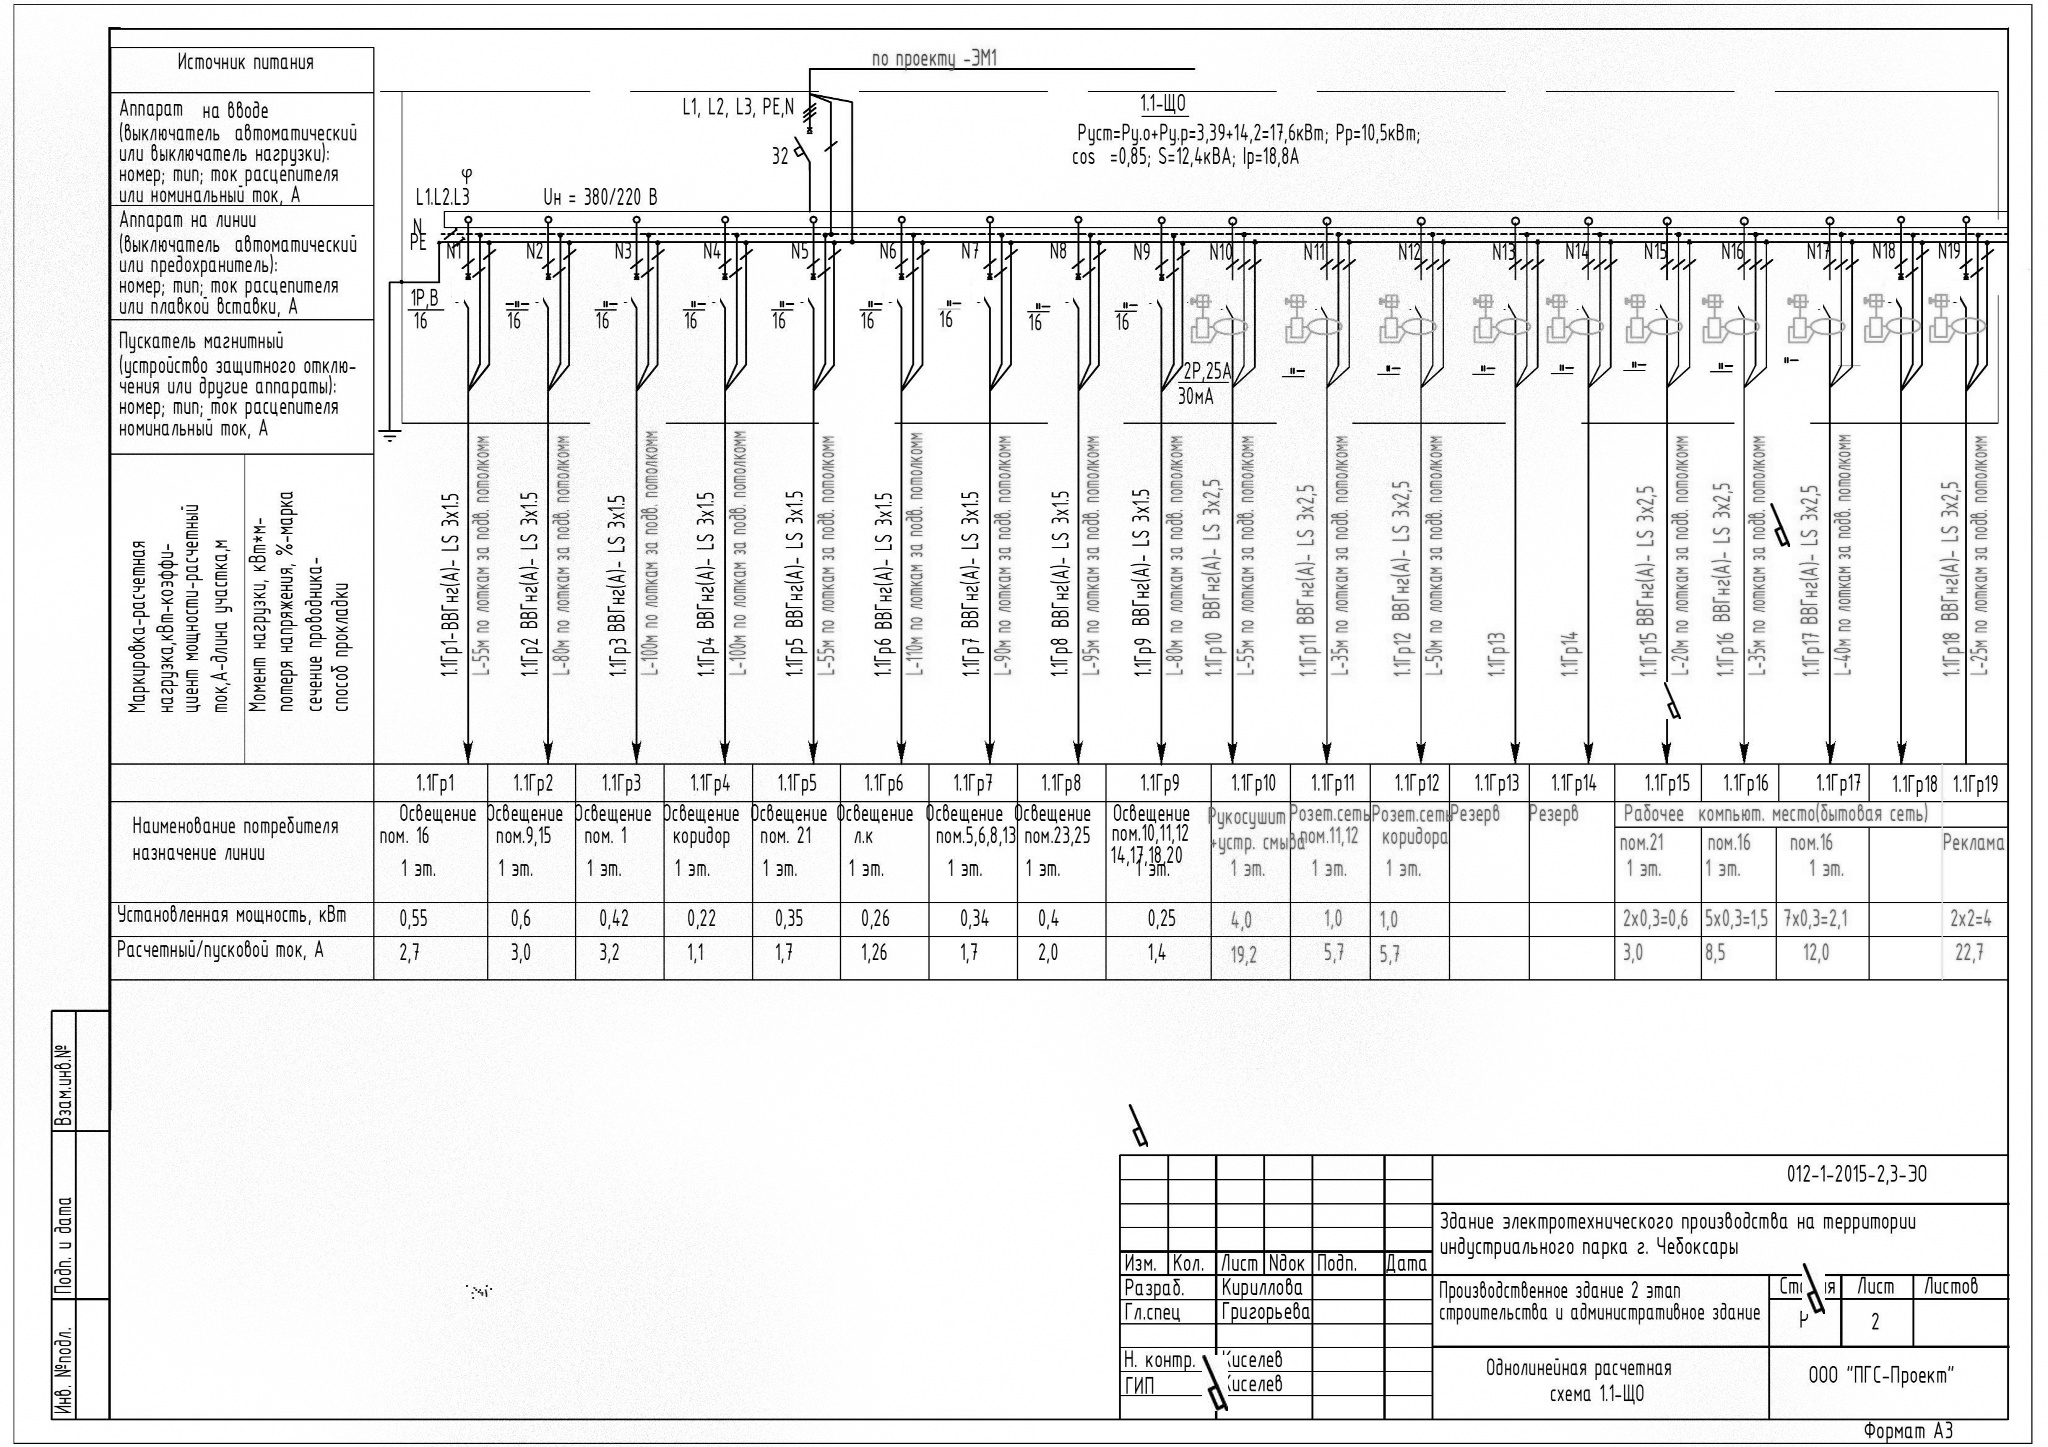 Источник питания
Аппарат на вводе
(выключатель автоматический
или выключатель нагрузки):
номер; тип; ток расцепителя
или номинальный ток, А
Аппарат на линии
(выключатель автоматический
или предохранитель):
номер; тип; ток расцепителя
или плавкой вставки, А
Пускатель магнитный
(устройство защитного отклю-
чения или другие аппараты):
номер; тип; ток расцепителя
номинальный ток, А
Маркировка-расчетная
нагрузка,кВт-коэффи-
циент мощности-расчетный
ток,А-длина участка,м
Момент нагрузки, кВт*м-
потеря напряжения, %-марка
сечение проводника-
способ прокладки
по проекту -ЭМ1
L1, L2, L3, PE,N
32
1.1-ЩО
Руст=Ру.о+Ру.р=3,39+14,2=17,6кВт; Рр=10,5кВт;
cos =0,85; S=12,4кВА; Iр=18,8А
φ
L1.L2.L3
Uн = 380/220 В
N
PE
N1 N2 N3 N4 N5 N6 N7 N8 N9 N10 N11 N12 N13 N14 N15 N16 N17 N18 N19
1Р,В
16
-"- -"- -"- -"- -"- -"- -"- -"-
16 16 16 16 16 16 16 16
2Р,25А
30мА
"- "- "- "- "- "- "-
1.1Гр1-ВВГнг(А)- LS 3х1.5
L-55м по лоткам за подв. потолкомм
1.1Гр2 ВВГнг(А)- LS 3х1.5
L-80м по лоткам за подв. потолкомм
1.1Гр3 ВВГнг(А)- LS 3х1.5
L-100м по лоткам за подв. потолкомм
1.1Гр4 ВВГнг(А)- LS 3х1.5
L-100м по лоткам за подв. потолкомм
1.1Гр5 ВВГнг(А)- LS 3х1.5
L-55м по лоткам за подв. потолкомм
1.1Гр6 ВВГнг(А)- LS 3х1.5
L-110м по лоткам за подв. потолкомм
1.1Гр7 ВВГнг(А)- LS 3х1.5
L-90м по лоткам за подв. потолкомм
1.1Гр8 ВВГнг(А)- LS 3х1.5
L-95м по лоткам за подв. потолкомм
1.1Гр9 ВВГнг(А)- LS 3х1.5
L-80м по лоткам за подв. потолкомм
1.1Гр10 ВВГнг(А)- LS 3х2,5
L-55м по лоткам за подв. потолкомм
1.1Гр11 ВВГнг(А)- LS 3х2,5
L-35м по лоткам за подв. потолкомм
1.1Гр12 ВВГнг(А)- LS 3х2,5
L-50м по лоткам за подв. потолкомм
1.1Гр13
1.1Гр14
1.1Гр15 ВВГнг(А)- LS 3х2,5
L-20м по лоткам за подв. потолкомм
1.1Гр16 ВВГнг(А)- LS 3х2,5
L-35м по лоткам за подв. потолкомм
1.1Гр17 ВВГнг(А)- LS 3х2,5
L-40м по лоткам за подв. потолкомм
1.1Гр18 ВВГнг(А)- LS 3х2,5
L-25м по лоткам за подв. потолкомм
1.1Гр1 1.1Гр2 1.1Гр3 1.1Гр4 1.1Гр5 1.1Гр6 1.1Гр7 1.1Гр8 1.1Гр9 1.1Гр10 1.1Гр11 1.1Гр12 1.1Гр13 1.1Гр14 1.1Гр15 1.1Гр16 1.1Гр17 1.1Гр18 1.1Гр19
Наименование потребителя
назначение линии
Освещение
пом. 16
1 эт.
Освещение
пом.9,15
1 эт.
Освещение
пом. 1
1 эт.
Освещение
коридор
1 эт.
Освещение
пом. 21
1 эт.
Освещение
л.к
1 эт.
Освещение
пом.5,6,8,13
1 эт.
Освещение
пом.23,25
1 эт.
Освещение
пом.10,11,12
14,17,18,20
1 эт.
Рукосушит
+устр. смыва
1 эт.
Розет.сеть
пом.11,12
1 эт.
Розет.сеть
коридора
1 эт.
Резерв
Резерв
Рабочее компьют. место(бытовая сеть)
пом.21
1 эт.
пом.16
1 эт.
пом.16
1 эт.
Реклама
Установленная мощность, кВт 0,55 0,6 0,42 0,22 0,35 0,26 0,34 0,4 0,25 4,0 1,0 1,0 2х0,3=0,6 5х0,3=1,5 7х0,3=2,1 2х2=4
Расчетный/пусковой ток, А 2,7 3,0 3,2 1,1 1,7 1,26 1,7 2,0 1,4 19,2 5,7 5,7 3,0 8,5 12,0 22,7
Взам.инв.№
Подп. и дата
Инв. №подл.
012-1-2015-2,3-ЭО
Здание электротехнического производства на территории
индустриального парка г. Чебоксары
Изм. Кол. Лист Nдок Подп. Дата
Разраб. Кириллова
Гл.спец Григорьева
Н. контр. Киселев
ГИП Киселев
Производственное здание 2 этап
строительства и административное здание
Лист Листов
2
Однолинейная расчетная
схема 1.1-ЩО
ООО "ПГС-Проект"
Формат А3